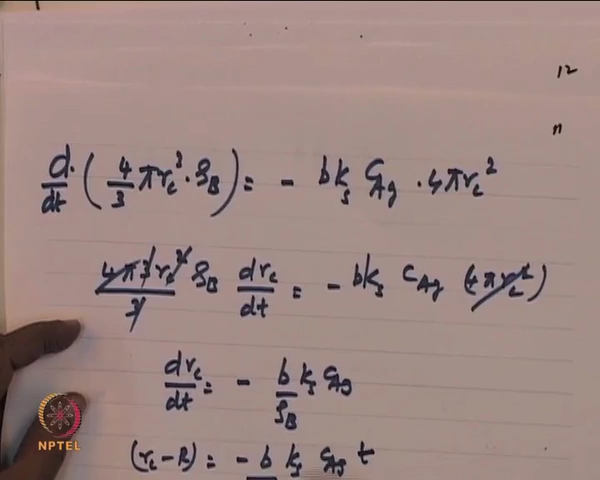 12
n
d/dt ( 4/3 π r_c^3 · ρ_B ) = - b k_s C_Ag · 4π r_c^2
4π 3 r_c^2 / 3 ρ_B dr_c/dt = - b k_s C_Ag (4π r_c^2)
dr_c/dt = - b/ρ_B k_s C_Ag
(r_c - R) = - b k_s C_Ag t
NPTEL